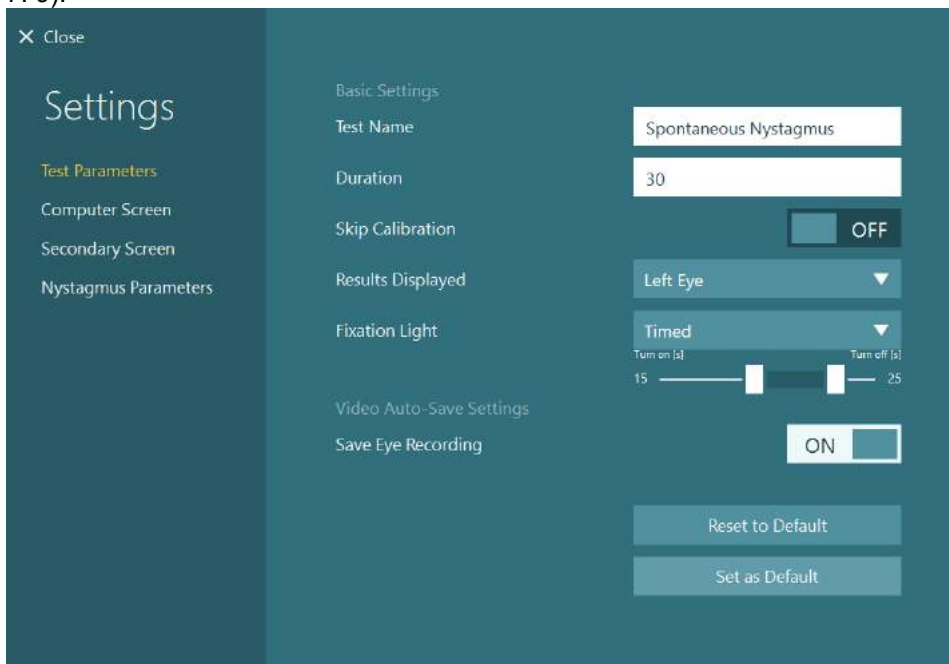 ✕ Close
Settings
Test Parameters
Computer Screen
Secondary Screen
Nystagmus Parameters
Basic Settings
Test Name Spontaneous Nystagmus
Duration 30
Skip Calibration OFF
Results Displayed Left Eye
Fixation Light Timed
Turn on [s] Turn off [s]
15 25
Video Auto-Save Settings
Save Eye Recording ON
Reset to Default
Set as Default